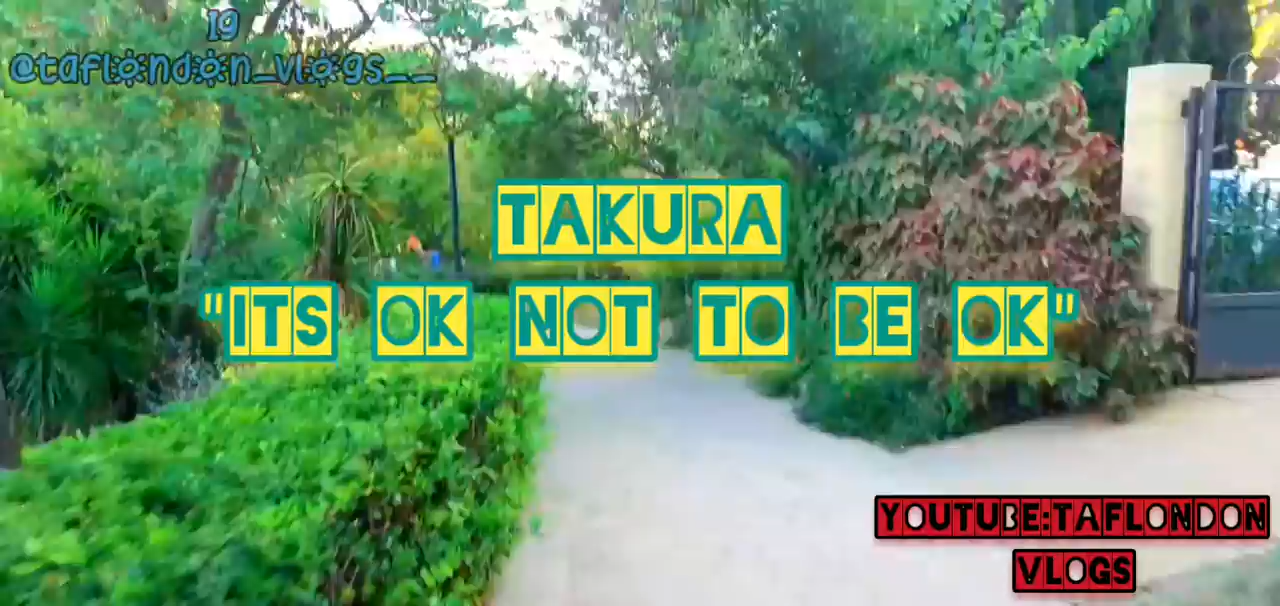 IG
@taflondon_vlogs__
TAKURA
"ITS OK NOT TO BE OK"
YOUTUBE:TAFLONDON
VLOGS